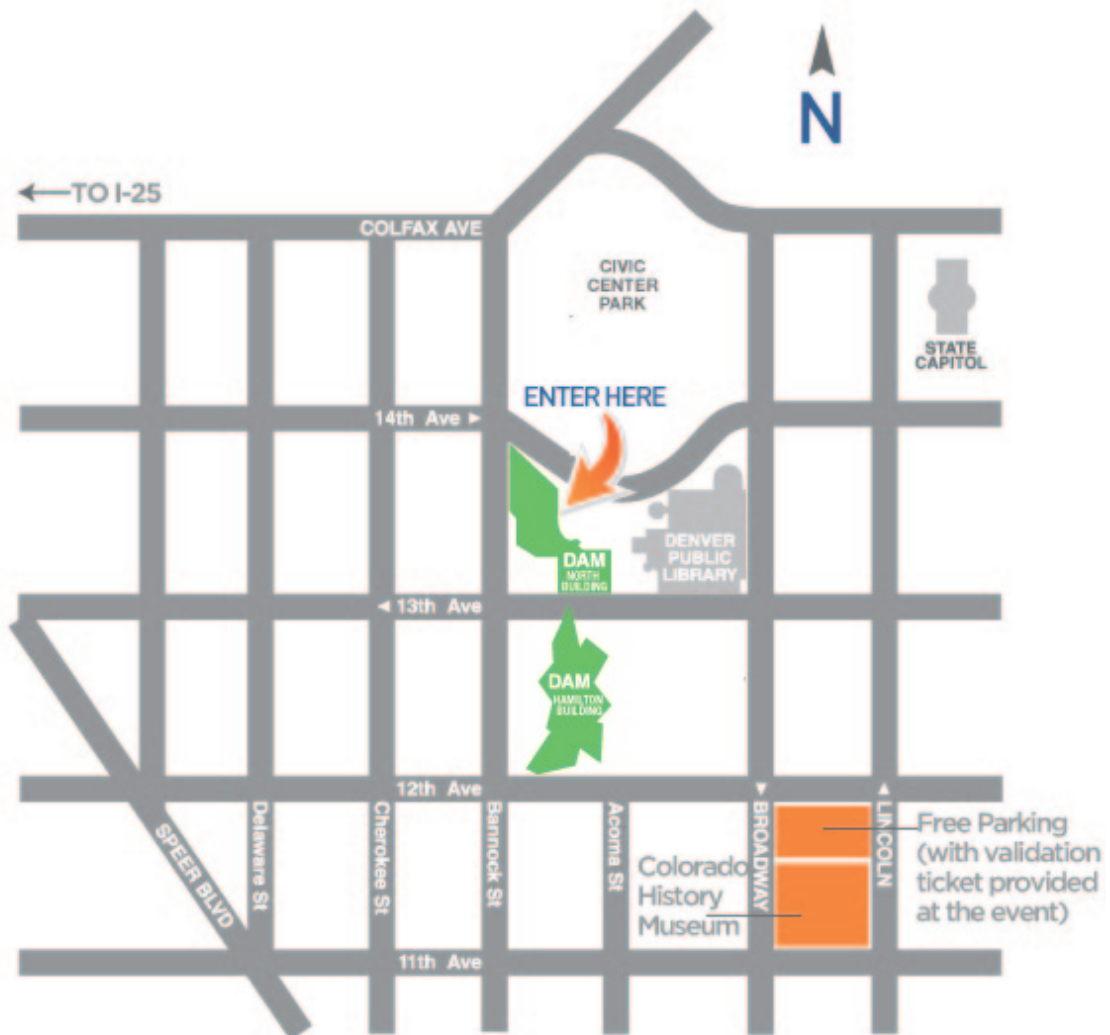 N
TO I-25
COLFAX AVE
CIVIC
CENTER
PARK
STATE
CAPITOL
ENTER HERE
14th Ave
DAM
NORTH
BUILDING
DENVER
PUBLIC
LIBRARY
13th Ave
DAM
HAMILTON
BUILDING
12th Ave
SPEER BLVD
Delaware St
Cherokee St
Bannock St
Acoma St
BROADWAY
LINCOLN
Free Parking
(with validation
ticket provided
at the event)
Colorado
History
Museum
11th Ave